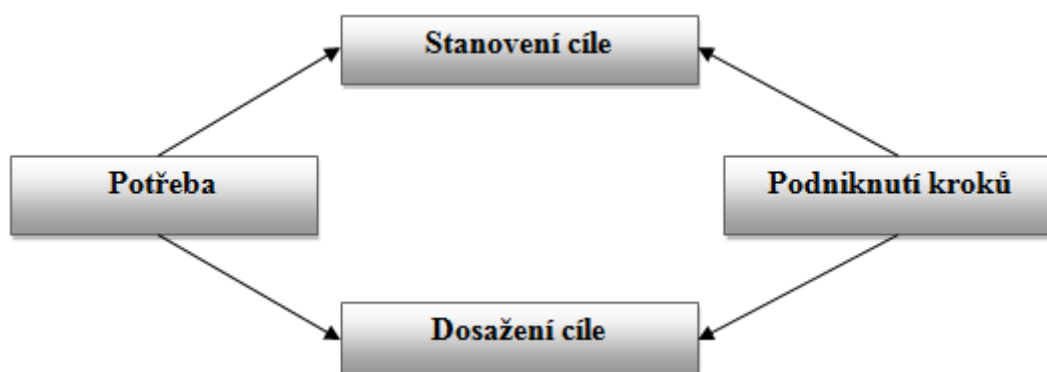 Stanovení cíle
Potřeba
Podniknutí kroků
Dosažení cíle